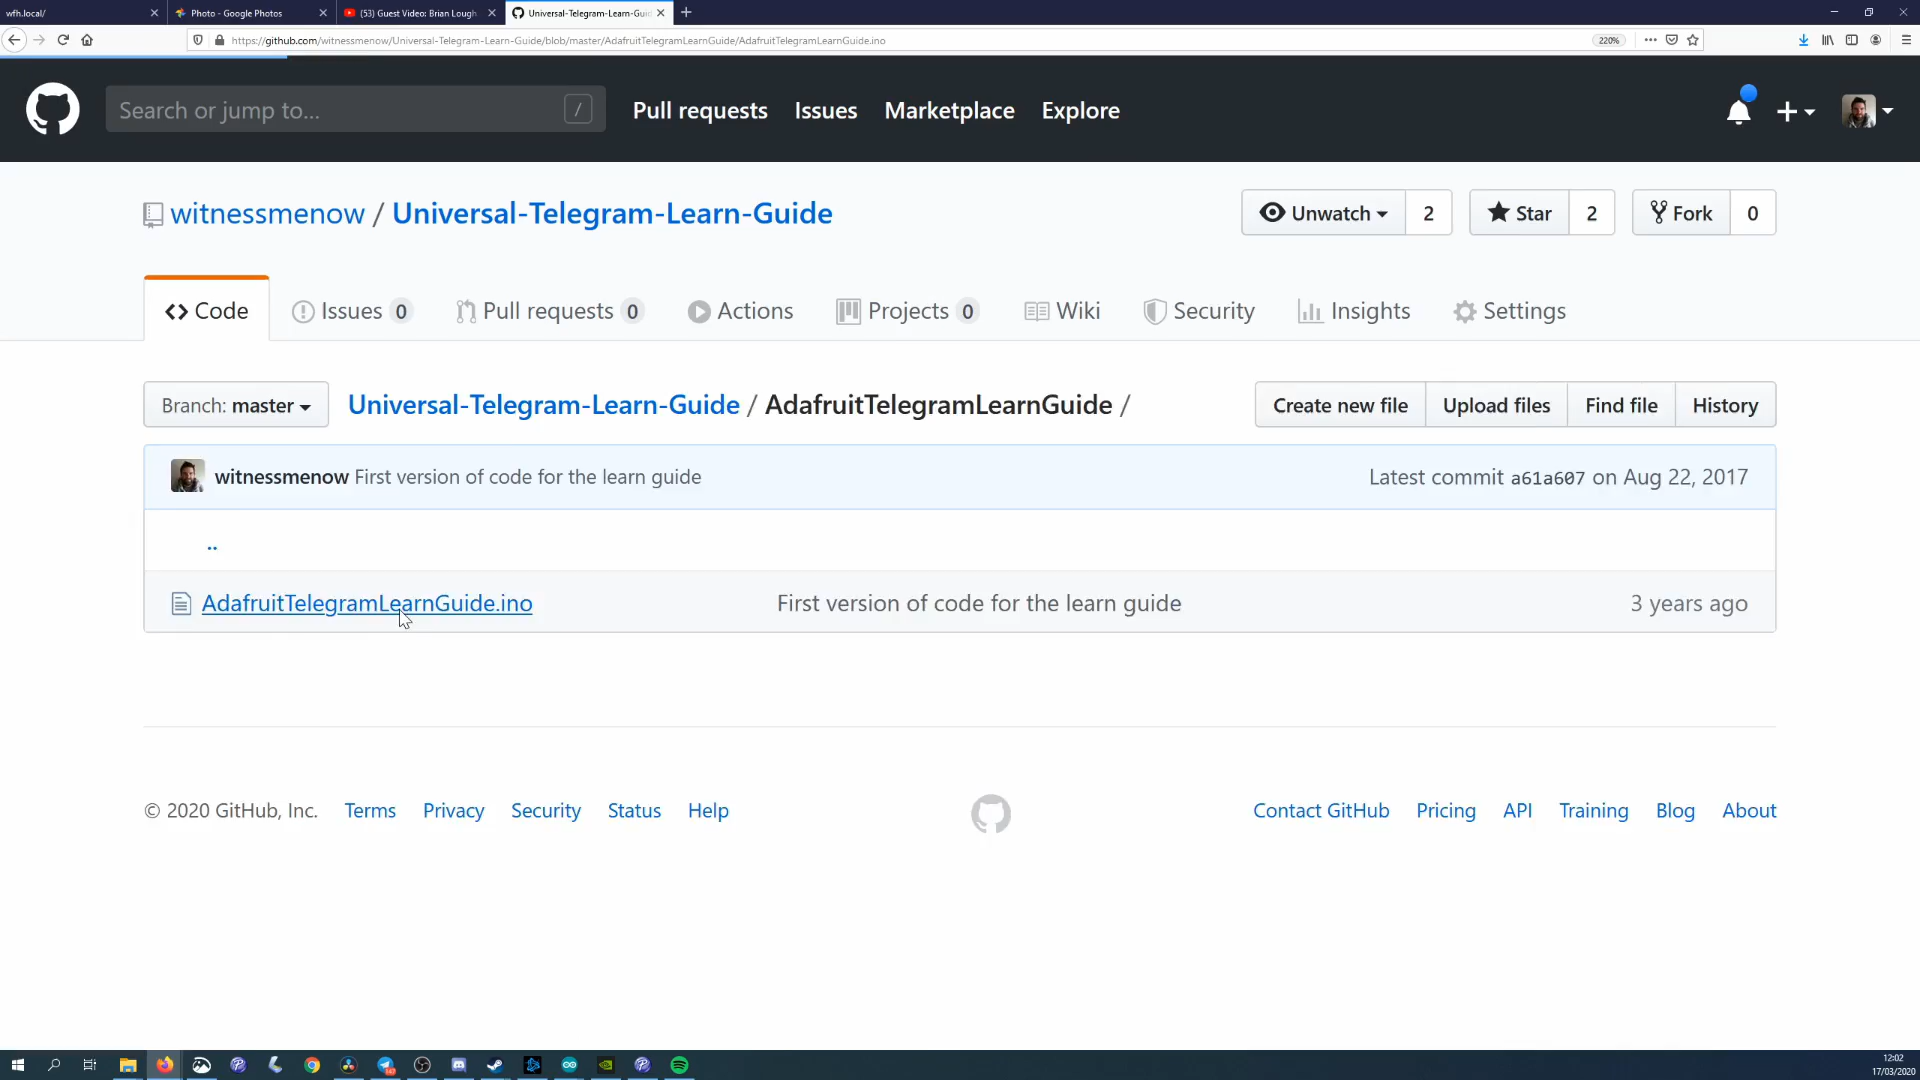 wfh.local/
Photo - Google Photos
(53) Guest Video: Brian Lough
Universal-Telegram-Learn-Guid
https://github.com/witnessmenow/Universal-Telegram-Learn-Guide/blob/master/AdafruitTelegramLearnGuide/AdafruitTelegramLearnGuide.ino
220%
Search or jump to...
/
Pull requests
Issues
Marketplace
Explore
witnessmenow / Universal-Telegram-Learn-Guide
Unwatch 2
Star 2
Fork 0
Code
Issues 0
Pull requests 0
Actions
Projects 0
Wiki
Security
Insights
Settings
Branch: master
Universal-Telegram-Learn-Guide / AdafruitTelegramLearnGuide /
Create new file
Upload files
Find file
History
witnessmenow First version of code for the learn guide
Latest commit a61a607 on Aug 22, 2017
..
AdafruitTelegramLearnGuide.ino
First version of code for the learn guide
3 years ago
© 2020 GitHub, Inc.
Terms
Privacy
Security
Status
Help
Contact GitHub
Pricing
API
Training
Blog
About
12:02
17/03/2020